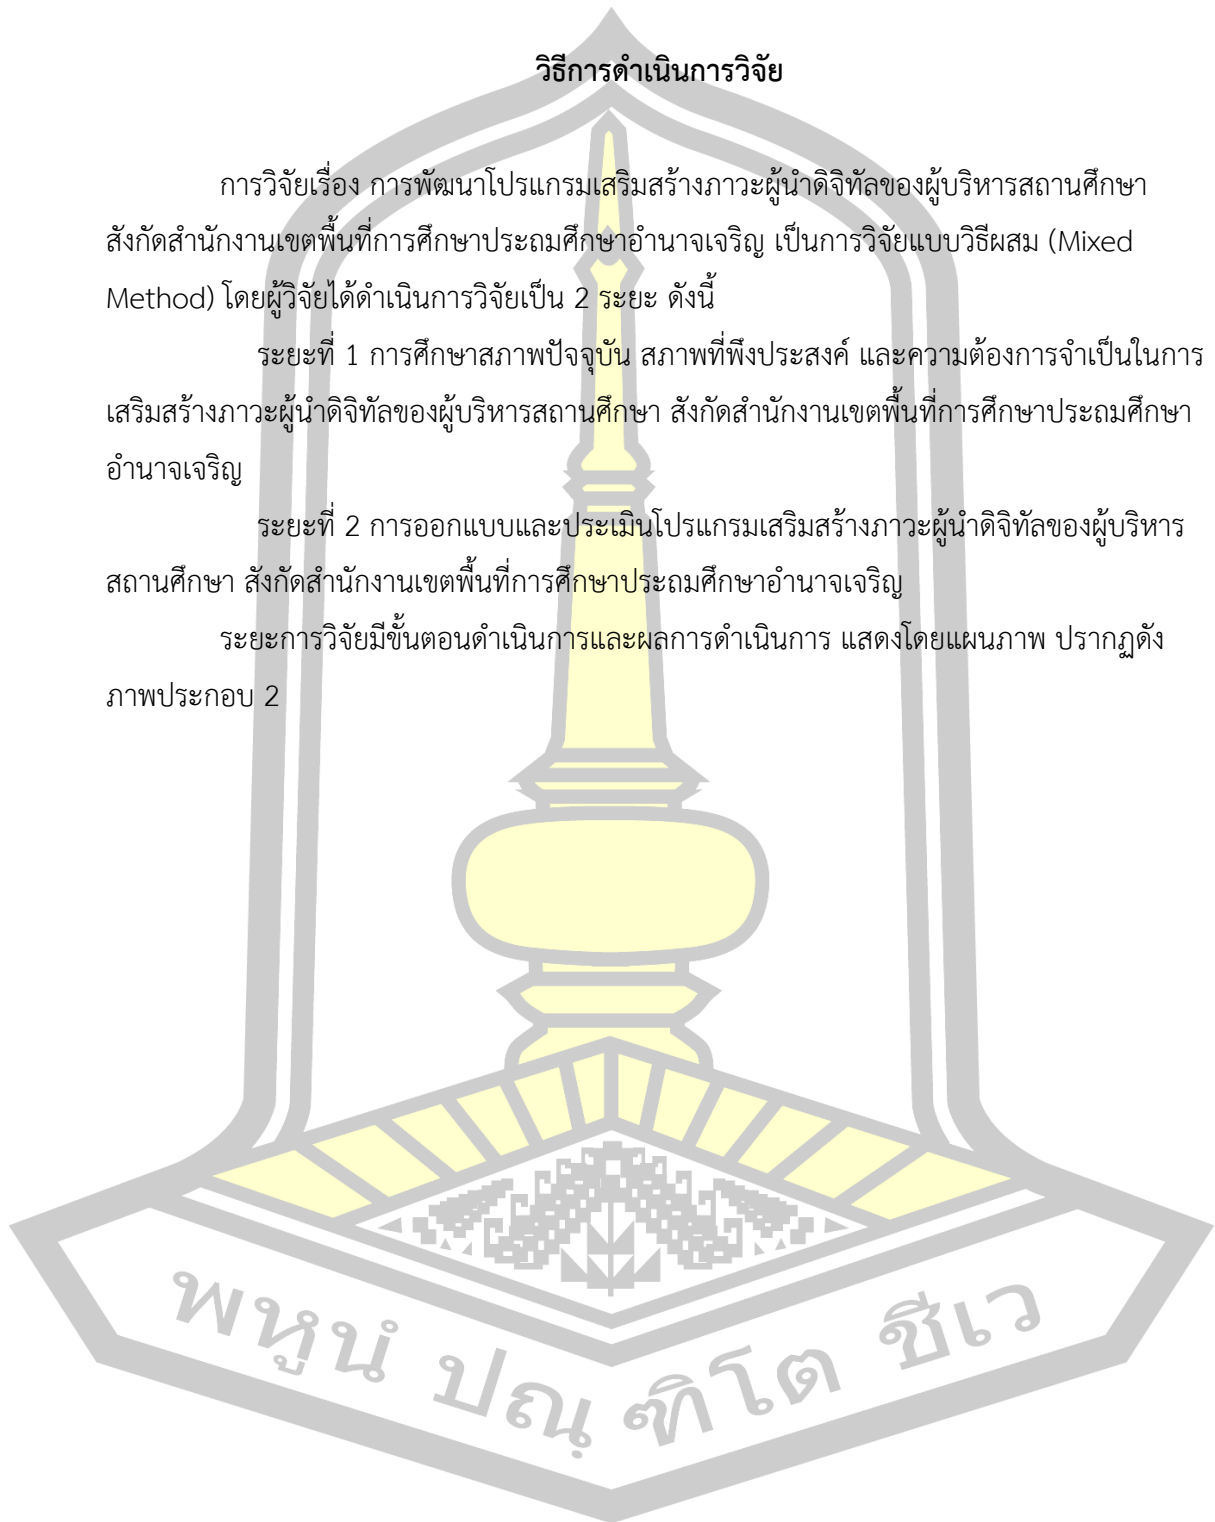 วิธีการดำเนินการวิจัย
การวิจัยเรื่อง การพัฒนาโปรแกรมเสริมสร้างภาวะผู้นำดิจิทัลของผู้บริหารสถานศึกษา
สังกัดสำนักงานเขตพื้นที่การศึกษาประถมศึกษาอำนาจเจริญ เป็นการวิจัยแบบวิธีผสม (Mixed
Method) โดยผู้วิจัยได้ดำเนินการวิจัยเป็น 2 ระยะ ดังนี้
ระยะที่ 1 การศึกษาสภาพปัจจุบัน สภาพที่พึงประสงค์ และความต้องการจำเป็นในการ
เสริมสร้างภาวะผู้นำดิจิทัลของผู้บริหารสถานศึกษา สังกัดสำนักงานเขตพื้นที่การศึกษาประถมศึกษา
อำนาจเจริญ
ระยะที่ 2 การออกแบบและประเมินโปรแกรมเสริมสร้างภาวะผู้นำดิจิทัลของผู้บริหาร
สถานศึกษา สังกัดสำนักงานเขตพื้นที่การศึกษาประถมศึกษาอำนาจเจริญ
ระยะการวิจัยมีขั้นตอนดำเนินการและผลการดำเนินการ แสดงโดยแผนภาพ ปรากฏดัง
ภาพประกอบ 2
พหูนํ ปณฺ ฑิโต ชีเว